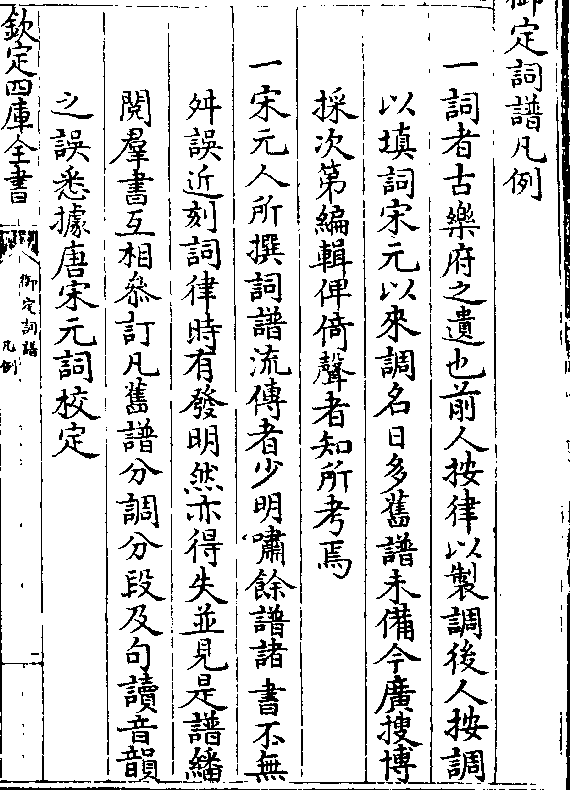 御定詞譜凡例
一詞者古樂府之遺也前人按律以製調後人按調
以填詞宋元以來調名日多舊譜未備今廣搜博
採次第編輯俾倚聲者知所考焉
一宋元人所撰詞譜流傳者少明嘯餘譜諸書不無
舛誤近刻詞律時有發明然亦得失並見是譜繙
閱羣書互相叅訂凡舊譜分調分段及句讀音韻
之誤悉據唐宋元詞校定
欽定四庫全書
御定詞譜
凡例